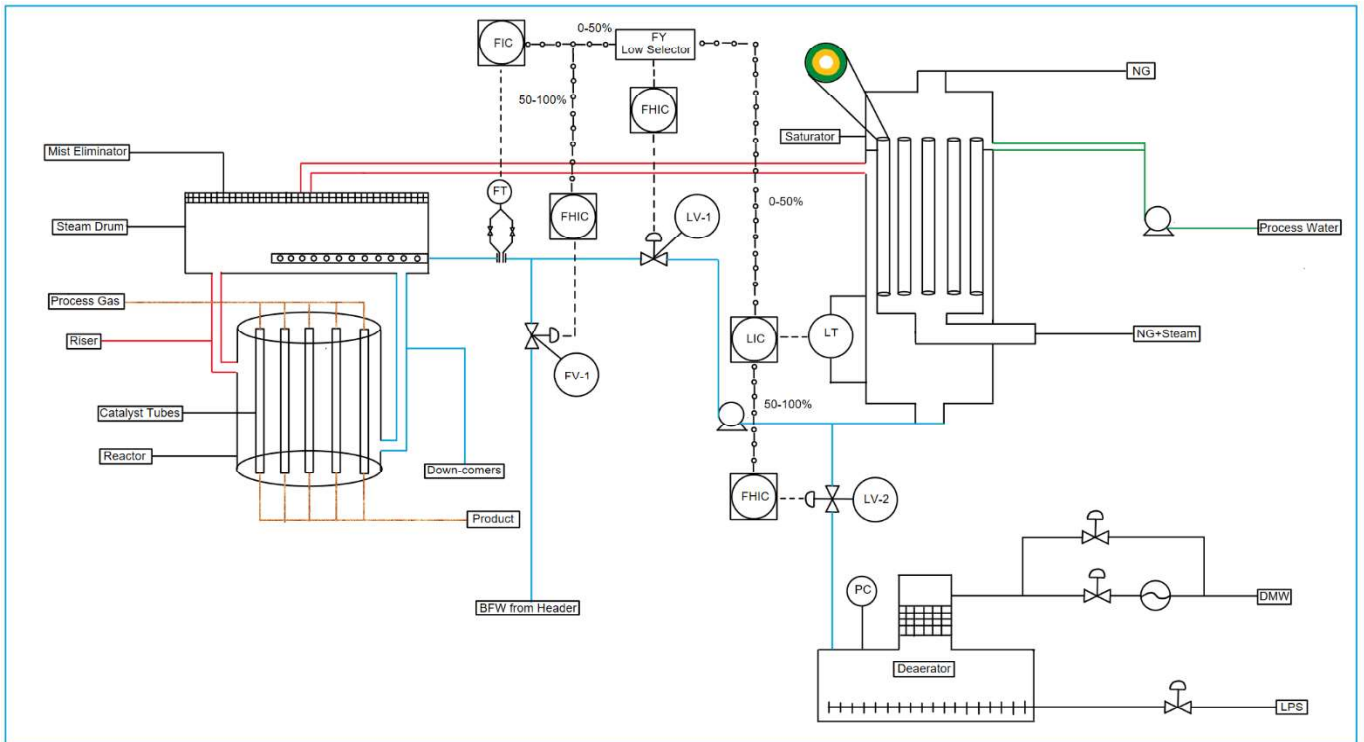 0-50%
FIC
FY
Low Selector
NG
50-100%
FHIC
Saturator
Mist Eliminator
FT
FHIC
LV-1
0-50%
Steam Drum
Process Water
Process Gas
LIC
LT
NG+Steam
Riser
FV-1
50-100%
Catalyst Tubes
Reactor
Down-comers
FHIC
LV-2
Product
PC
DMW
BFW from Header
Deaerator
LPS